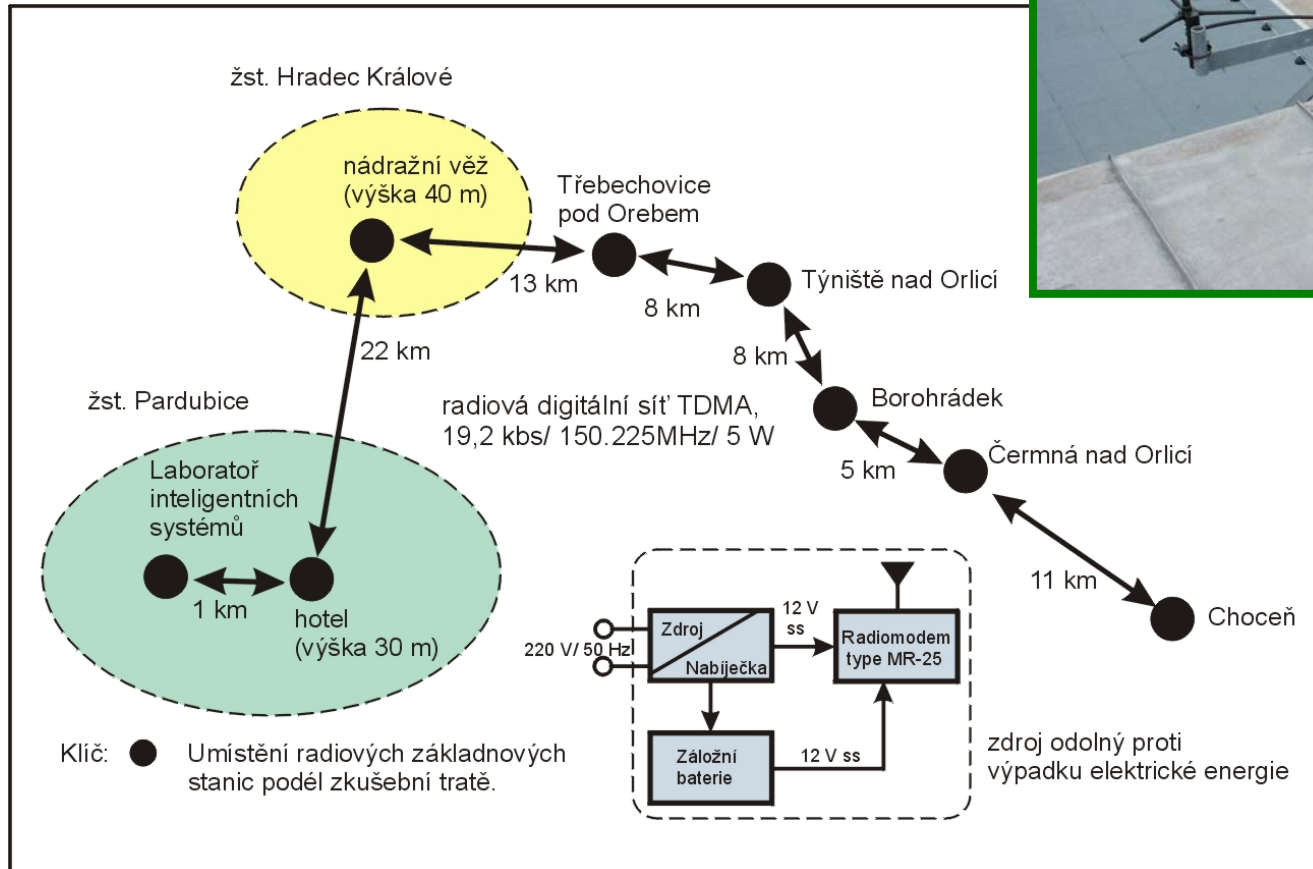 žst. Hradec Králové
nádražní věž
(výška 40 m)
Třebechovice
pod Orebem
13 km
8 km
Týniště nad Orlicí
22 km
8 km
žst. Pardubice
radiová digitální síť TDMA,
19,2 kbs/ 150.225MHz/ 5 W
Borohrádek
5 km
Čermná nad Orlicí
Laboratoř
inteligentních
systémů
1 km
hotel
(výška 30 m)
11 km
Choceň
220 V/ 50 Hz
Zdroj
Nabíječka
12 V
ss
Radiomodem
type MR-25
Záložní
baterie
12 V ss
zdroj odolný proti
výpadku elektrické energie
Klíč:
Umístění radiových základnových
stanic podél zkušební tratě.